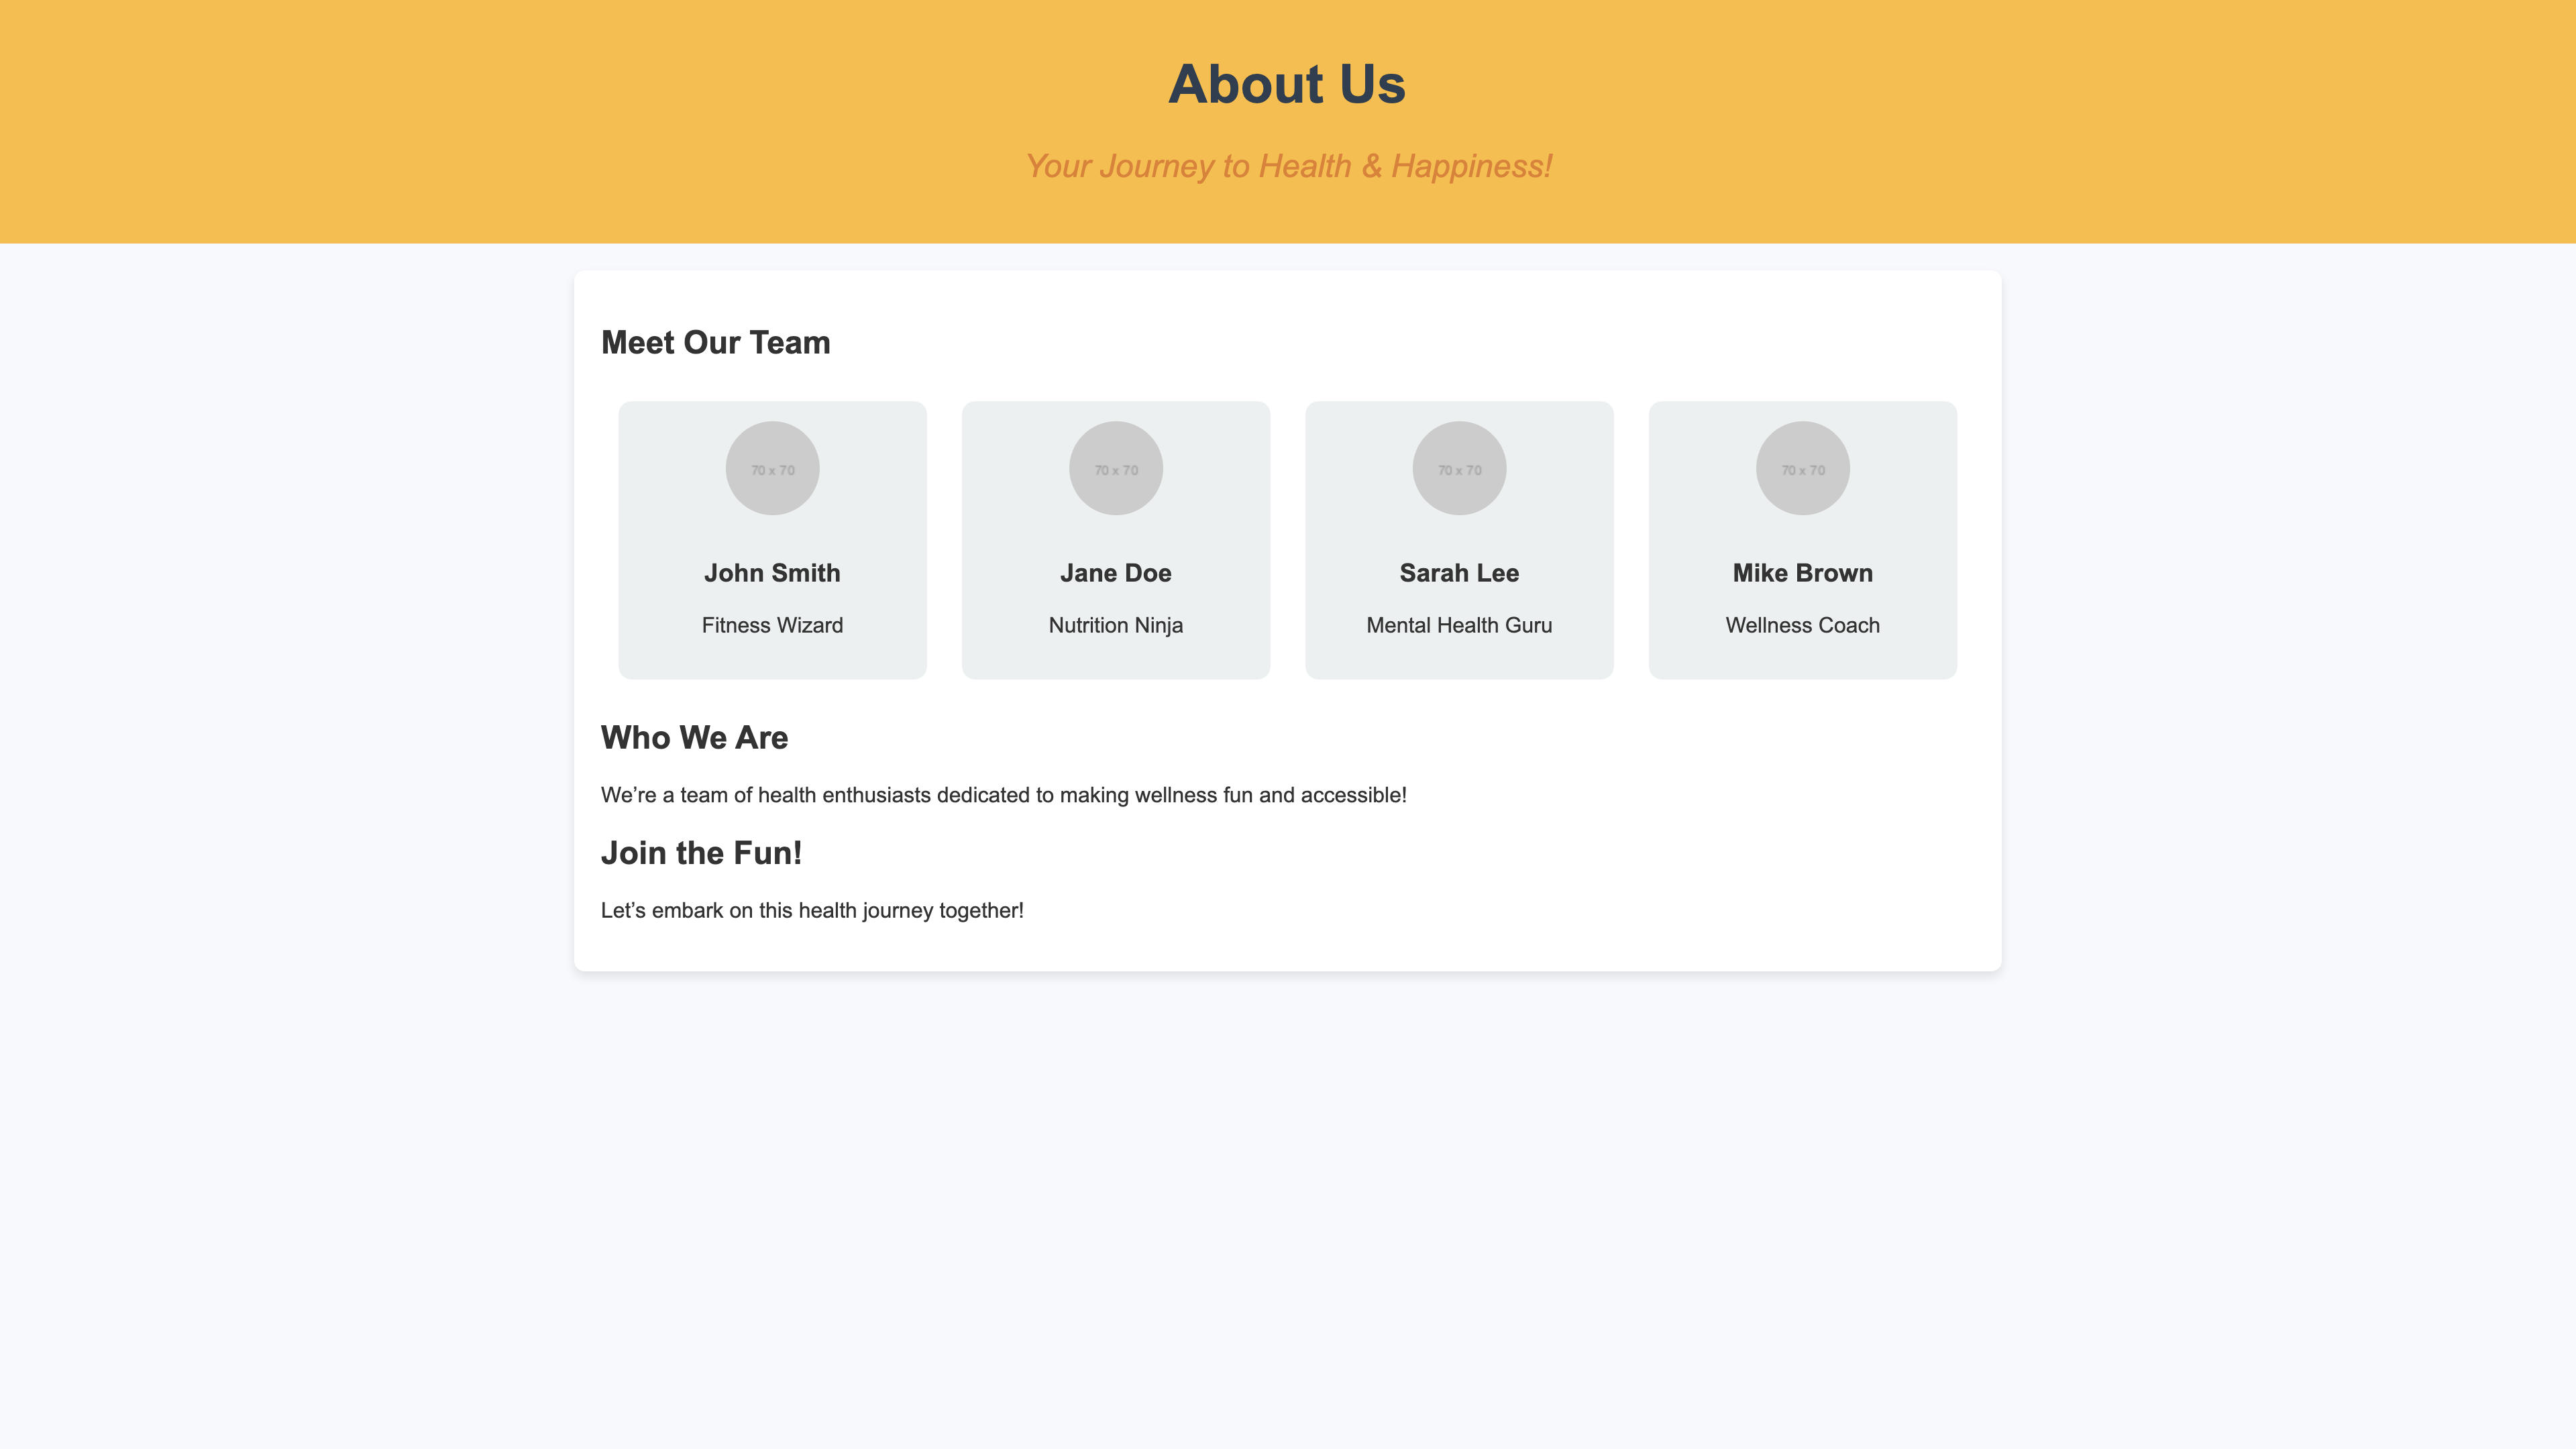 About Us
Your Journey to Health & Happiness!
Meet Our Team
70 x 70
70 x 70
70 x 70
70 x 70
John Smith
Jane Doe
Sarah Lee
Mike Brown
Fitness Wizard
Nutrition Ninja
Mental Health Guru
Wellness Coach
Who We Are
We’re a team of health enthusiasts dedicated to making wellness fun and accessible!
Join the Fun!
Let’s embark on this health journey together!